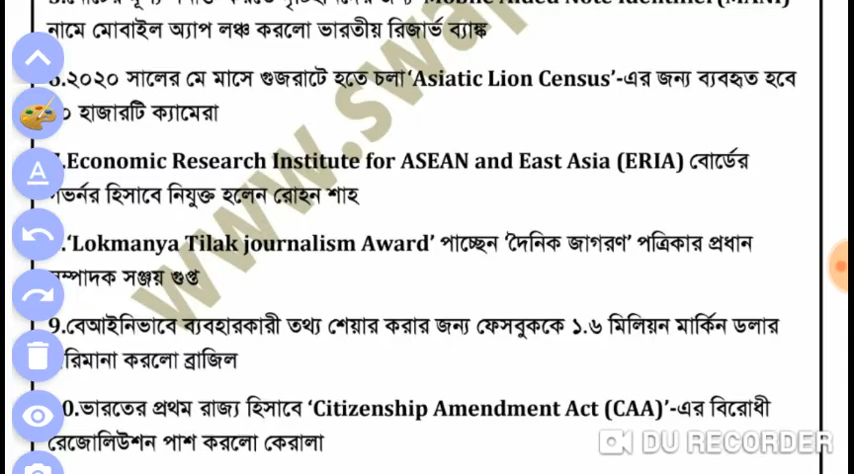 নামে মোবাইল অ্যাপ লঞ্চ করলো ভারতীয় রিজার্ভ ব্যাঙ্ক
.২০২০ সালের মে মাসে গুজরাটে হতে চলা 'Asiatic Lion Census'-এর জন্য ব্যবহৃত হবে
হাজারটি ক্যামেরা
.Economic Research Institute for ASEAN and East Asia (ERIA) বোর্ডের
গভর্নর হিসাবে নিযুক্ত হলেন রোহন শাহ
.'Lokmanya Tilak journalism Award' পাচ্ছেন 'দৈনিক জাগরণ' পত্রিকার প্রধান
সম্পাদক সঞ্জয় গুপ্ত
9.বেআইনিভাবে ব্যবহারকারী তথ্য শেয়ার করার জন্য ফেসবুককে ১.৬ মিলিয়ন মার্কিন ডলার
জরিমানা করলো ব্রাজিল
0.ভারতের প্রথম রাজ্য হিসাবে 'Citizenship Amendment Act (CAA)'-এর বিরোধী
রেজোলিউশন পাশ করলো কেরালা
DU RECORDER